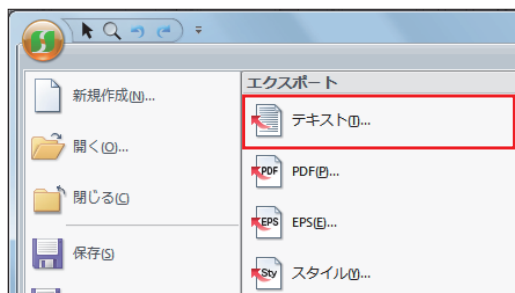 新規作成(N)...
開く(O)...
閉じる(C)
保存(S)
エクスポート
テキスト(T)...
PDF
PDF(P)...
EPS
EPS(E)...
Sty
スタイル(Y)...